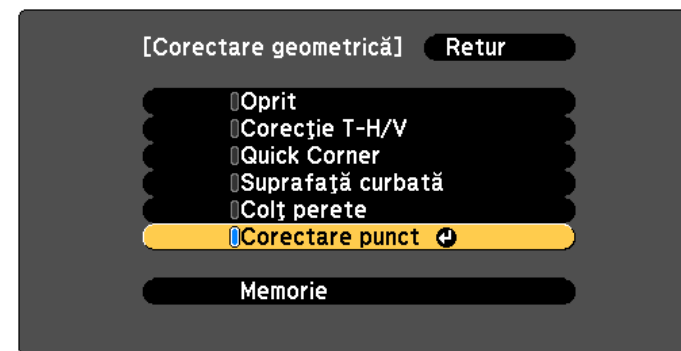 [Corectare geometrică] Retur
Oprit
Corecţie T-H/V
Quick Corner
Suprafaţă curbată
Colţ perete
Corectare punct
Memorie